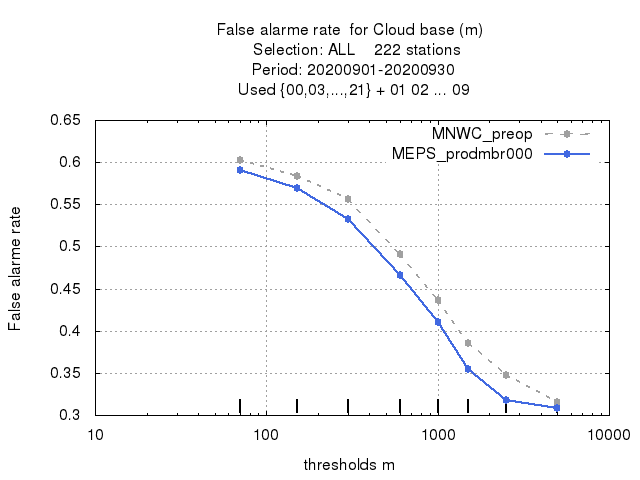 False alarme rate  for Cloud base (m)
Selection: ALL    222 stations
Period: 20200901-20200930
Used {00,03,...,21} + 01 02 ... 09
MNWC_preop
MEPS_prodmbr000
False alarme rate
0.65
0.6
0.55
0.5
0.45
0.4
0.35
0.3
10
100
1000
10000
thresholds m